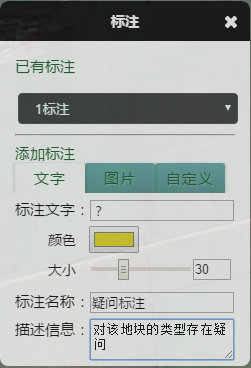 标注
已有标注
1标注
添加标注
文字 图片 自定义
标注文字： ？
颜色
大小 30
标注名称： 疑问标注
描述信息： 对该地块的类型存在疑
问